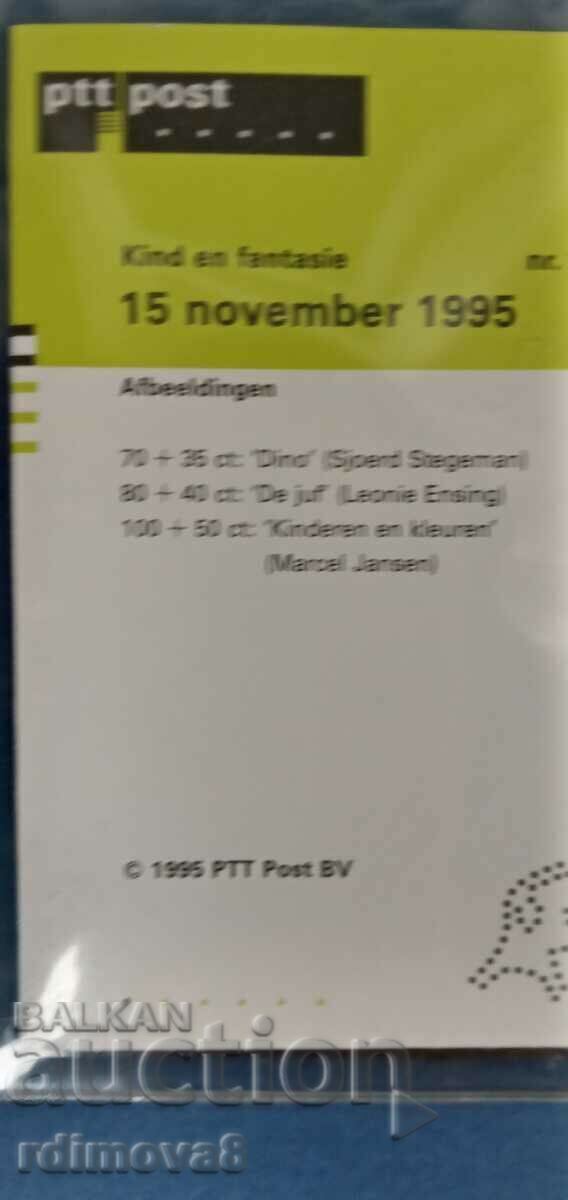 ptt post
Kind en fantasie nr.
15 november 1995
Afbeeldingen
70 + 35 ct: "Dino" (Sjoerd Stegeman)
80 + 40 ct: "De juf" (Leonie Ensing)
100 + 50 ct: "Kinderen en kleuren"
(Marcel Jansen)
© 1995 PTT Post BV
BALKAN
auction
rdimova8